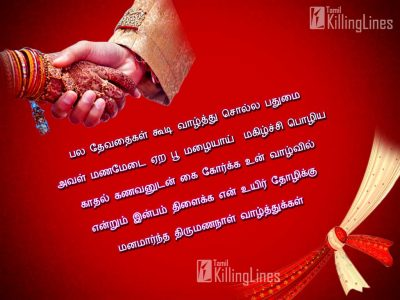 Tamil
KillingLines
பல தேவதைகள் கூடி வாழ்த்து சொல்ல பதுமை
அவள் மணமேடை ஏற பூ மழையாய் மகிழ்ச்சி பொழிய
காதல் கணவனுடன் கை கோர்க்க உன் வாழ்வில்
என்றும் இன்பம் திளைக்க என் உயிர் தோழிக்கு
மனமார்ந்த திருமணநாள் வாழ்த்துக்கள்
Tamil
KillingLines